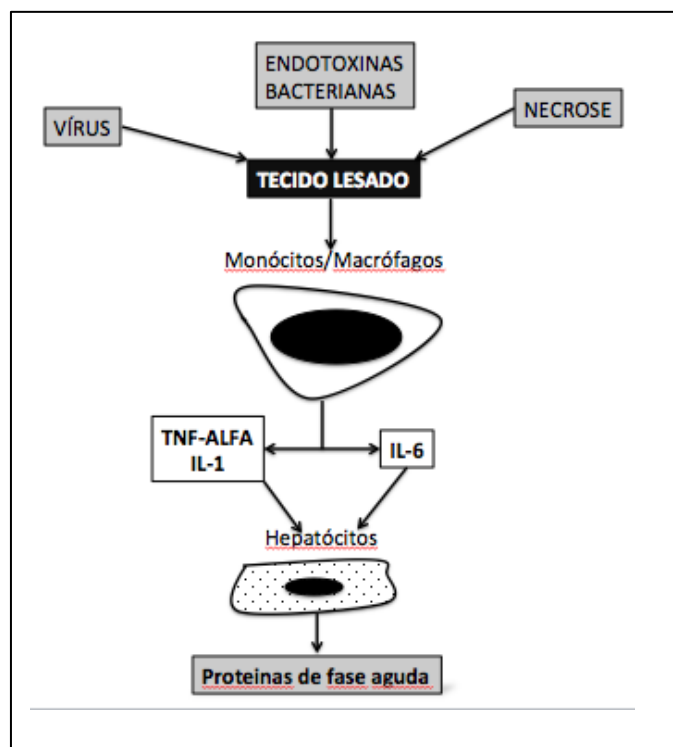 ENDOTOXINAS
BACTERIANAS
VÍRUS
NECROSE
TECIDO LESADO
Monócitos/Macrófagos
TNF-ALFA
IL-1
IL-6
Hepatócitos
Proteinas de fase aguda